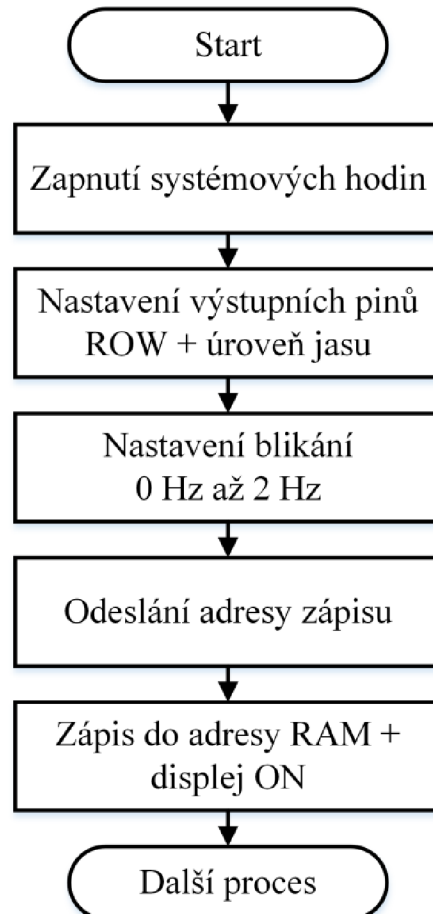 Start
Zapnutí systémových hodin
Nastavení výstupních pinů
ROW + úroveň jasu
Nastavení blikání
0 Hz až 2 Hz
Odeslání adresy zápisu
Zápis do adresy RAM +
displej ON
Další proces